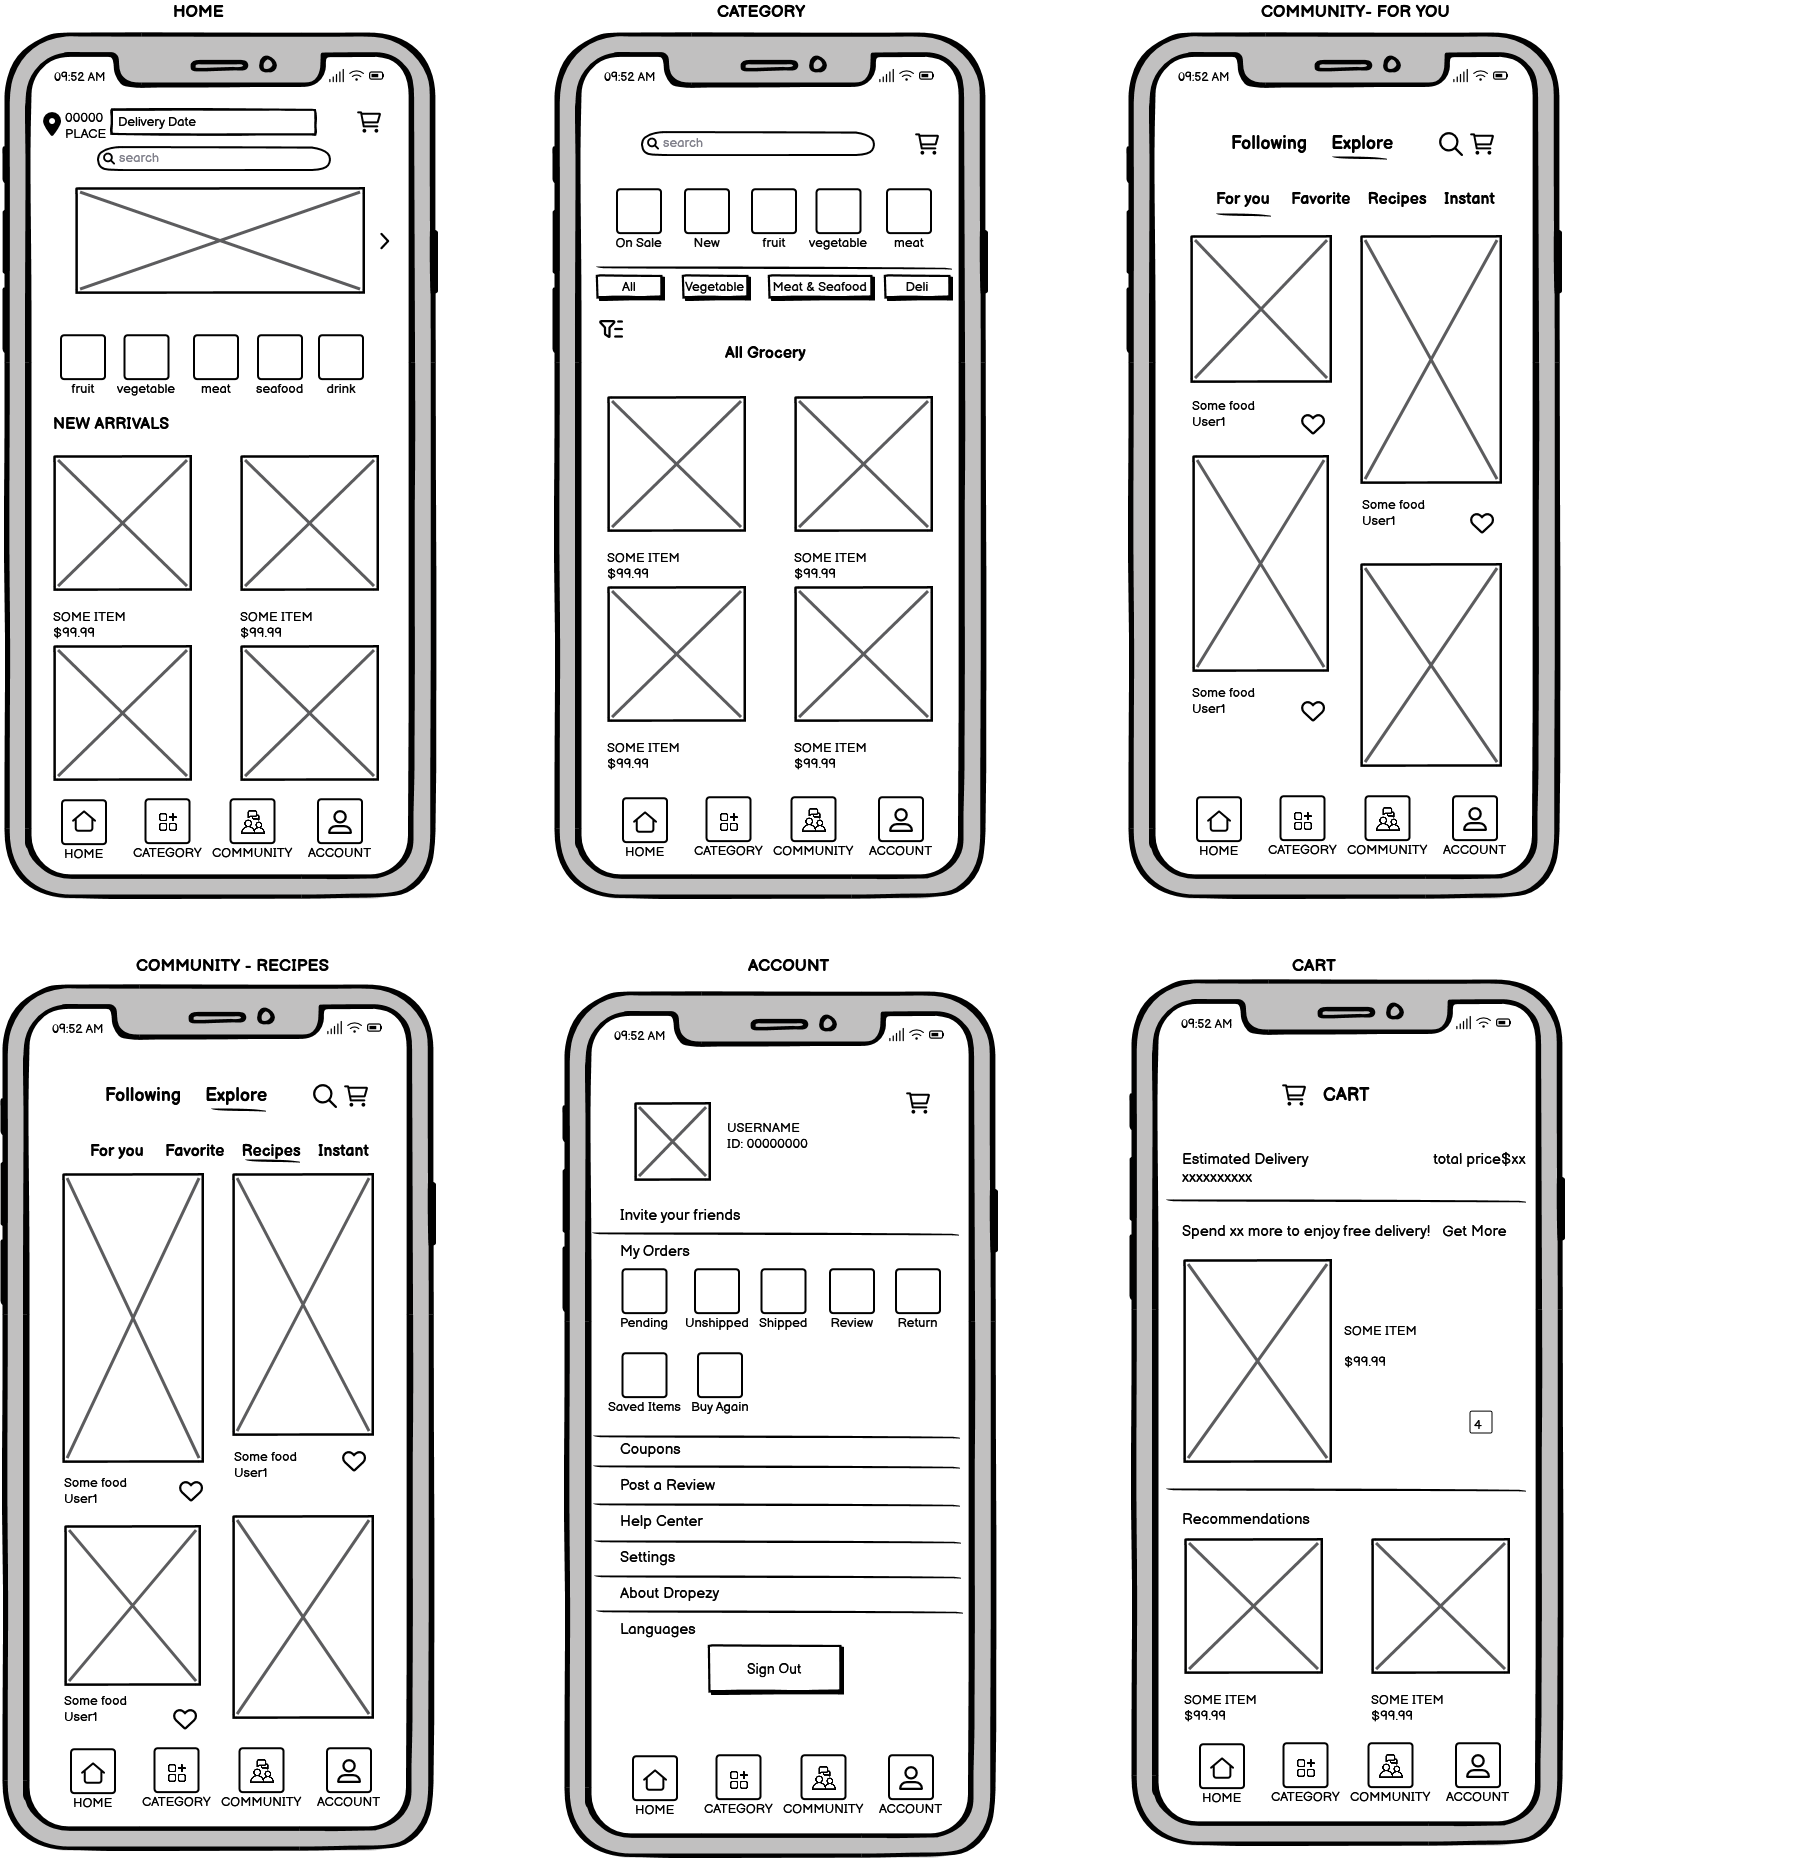 HOME
09:52 AM
00000
PLACE
Delivery Date
search
fruit vegetable meat seafood drink
NEW ARRIVALS
SOME ITEM SOME ITEM
$99.99 $99.99
HOME CATEGORY COMMUNITY ACCOUNT
CATEGORY
09:52 AM
search
On Sale New fruit vegetable meat
All Vegetable Meat & Seafood Deli
All Grocery
SOME ITEM SOME ITEM
$99.99 $99.99
SOME ITEM SOME ITEM
$99.99 $99.99
HOME CATEGORY COMMUNITY ACCOUNT
COMMUNITY- FOR YOU
09:52 AM
Following Explore
For you Favorite Recipes Instant
Some food
User1
Some food
User1
Some food
User1
HOME CATEGORY COMMUNITY ACCOUNT
COMMUNITY - RECIPES
09:52 AM
Following Explore
For you Favorite Recipes Instant
Some food
User1
Some food
User1
Some food
User1
HOME CATEGORY COMMUNITY ACCOUNT
ACCOUNT
09:52 AM
USERNAME
ID: 00000000
Invite your friends
My Orders
Pending Unshipped Shipped Review Return
Saved Items Buy Again
Coupons
Post a Review
Help Center
Settings
About Dropezy
Languages
Sign Out
HOME CATEGORY COMMUNITY ACCOUNT
CART
09:52 AM
CART
Estimated Delivery total price$xx
xxxxxxxxxx
Spend xx more to enjoy free delivery! Get More
SOME ITEM
$99.99
4
Recommendations
SOME ITEM SOME ITEM
$99.99 $99.99
HOME CATEGORY COMMUNITY ACCOUNT